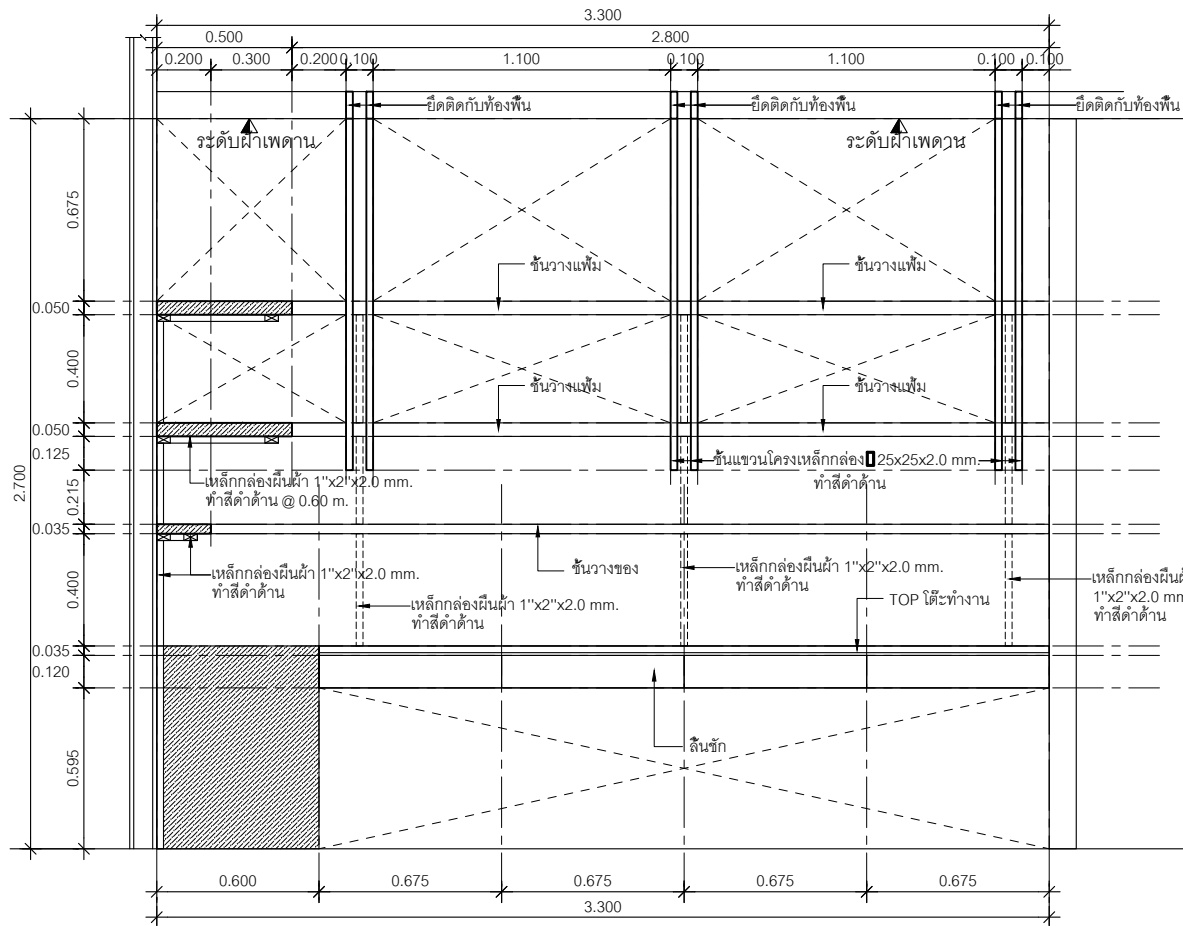 3.300
0.500
2.800
0.200
0.300
0.200
0.100
1.100
0.100
1.100
0.100
0.100
ยึดติดกับท้องพื้น
ยึดติดกับท้องพื้น
ยึดติดกับท้องพื้น
ระดับฝ้าเพดาน
ระดับฝ้าเพดาน
0.675
ชั้นวางแฟ้ม
ชั้นวางแฟ้ม
0.050
0.400
ชั้นวางแฟ้ม
ชั้นวางแฟ้ม
0.050
0.125
2.700
0.215
ชั้นแขวนโครงเหล็กกล่อง 25x25x2.0 mm.
ทำสีดำด้าน
เหล็กกล่องผืนผ้า 1"x2"x2.0 mm.
ทำสีดำด้าน @ 0.60 m.
0.035
0.400
ชั้นวางของ
เหล็กกล่องผืนผ้า 1"x2"x2.0 mm.
ทำสีดำด้าน
เหล็กกล่องผืนผ้า 1"x2"x2.0 mm.
ทำสีดำด้าน
เหล็กกล่องผืนผ้า 1"x2"x2.0 mm.
ทำสีดำด้าน
เหล็กกล่องผืนผ้า
1"x2"x2.0 mm.
ทำสีดำด้าน
TOP โต๊ะทำงาน
0.035
0.120
ลิ้นชัก
0.595
0.600
0.675
0.675
0.675
0.675
3.300